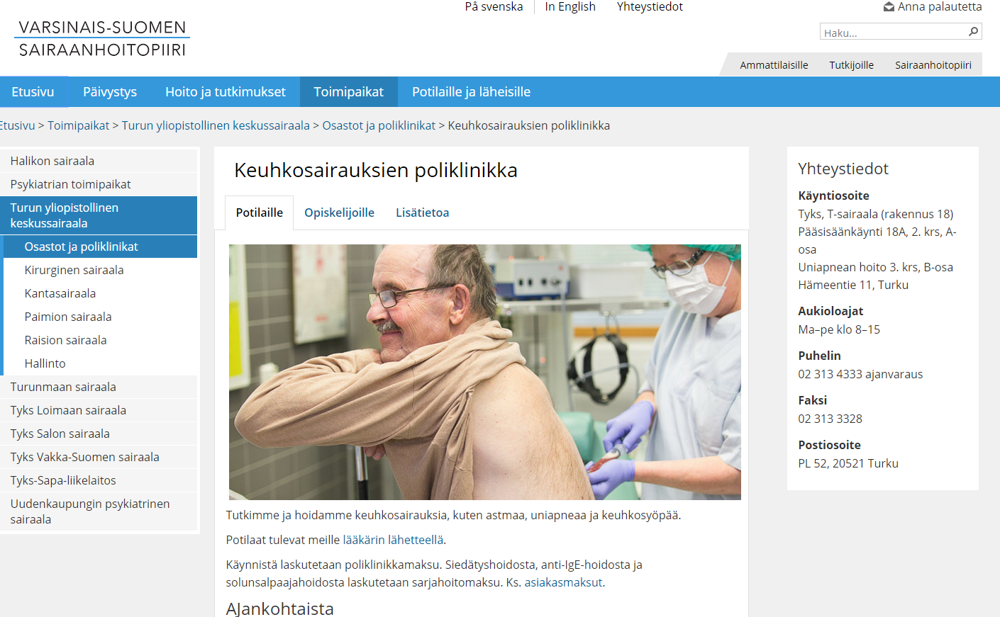 På svenska
In English
Yhteystiedot
Anna palautetta
VARSINAIS-SUOMEN
SAIRAANHOITOPIIRI
Haku...
Ammattilaisille
Tutkijoille
Sairaanhoitopiiri
Etusivu
Päivystys
Hoito ja tutkimukset
Toimipaikat
Potilaille ja läheisille
Etusivu > Toimipaikat > Turun yliopistollinen keskussairaala > Osastot ja poliklinikat > Keuhkosairauksien poliklinikka
Halikon sairaala
Psykiatrian toimipaikat
Turun yliopistollinen
keskussairaala
Osastot ja poliklinikat
Kirurginen sairaala
Kantasairaala
Paimion sairaala
Raision sairaala
Hallinto
Turunmaan sairaala
Tyks Loimaan sairaala
Tyks Salon sairaala
Tyks Vakka-Suomen sairaala
Tyks-Sapa-liikelaitos
Uudenkaupungin psykiatrinen
sairaala
Keuhkosairauksien poliklinikka
Potilaille
Opiskelijoille
Lisätietoa
Tutkimme ja hoidamme keuhkosairauksia, kuten astmaa, uniapneaa ja keuhkosyöpää.
Potilaat tulevat meille lääkärin lähetteellä.
Käynnistä laskutetaan poliklinikkamaksu. Siedätyshoidosta, anti-IgE-hoidosta ja
solunsalpaajahoidosta laskutetaan sarjahoitomaksu. Ks. asiakasmaksut.
Ajankohtaista
Yhteystiedot
Käyntiosoite
Tyks, T-sairaala (rakennus 18)
Pääsisäänkäynti 18A, 2. krs, A-
osa
Uniapnean hoito 3. krs, B-osa
Hämeentie 11, Turku
Aukioloajat
Ma–pe klo 8–15
Puhelin
02 313 4333 ajanvaraus
Faksi
02 313 3328
Postiosoite
PL 52, 20521 Turku